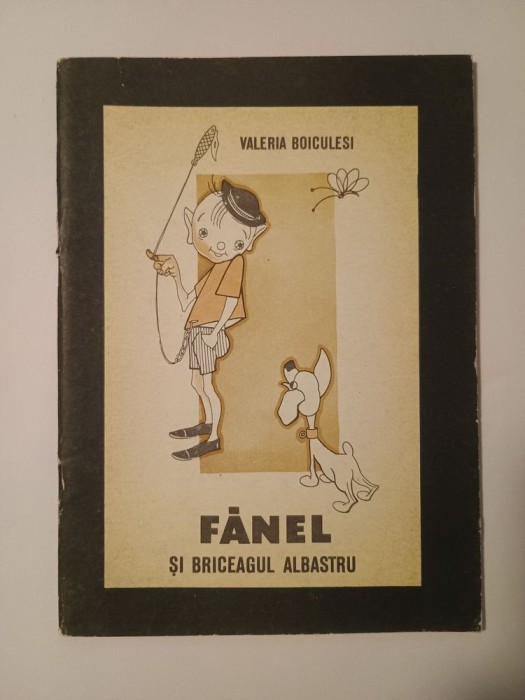 VALERIA BOICULESI
FĂNEL
ȘI BRICEAGUL ALBASTRU